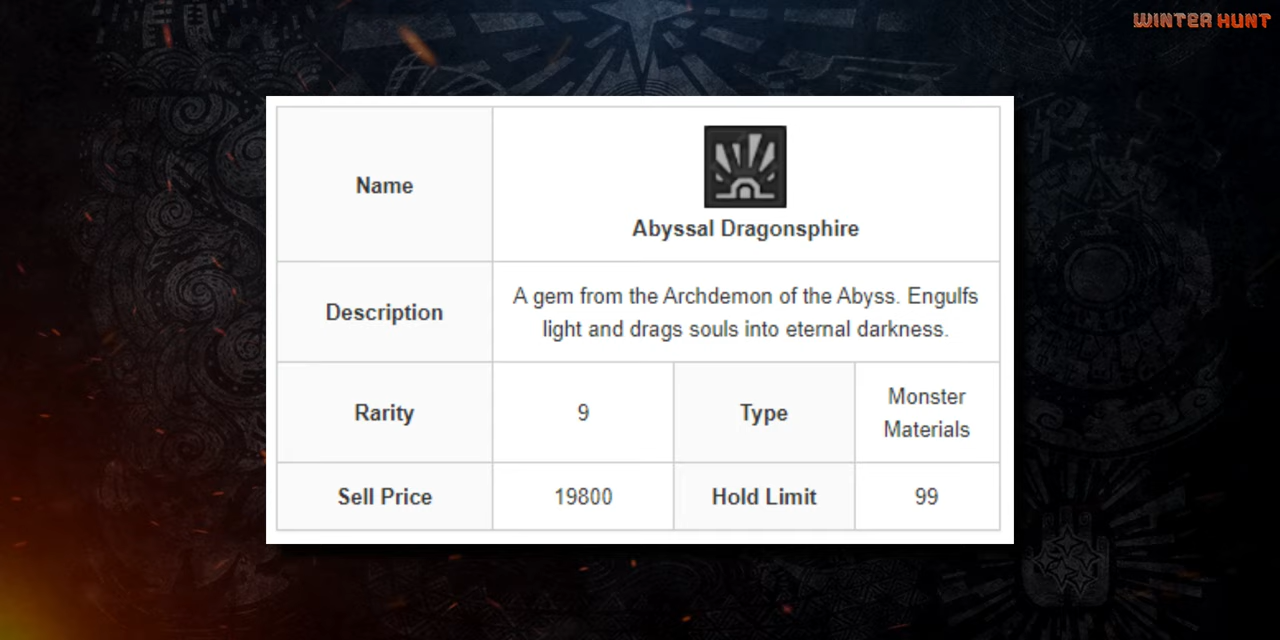 WINTER HUNT
Name
Abyssal Dragonsphire
Description
A gem from the Archdemon of the Abyss. Engulfs
light and drags souls into eternal darkness.
Rarity
9
Type
Monster
Materials
Sell Price
19800
Hold Limit
99